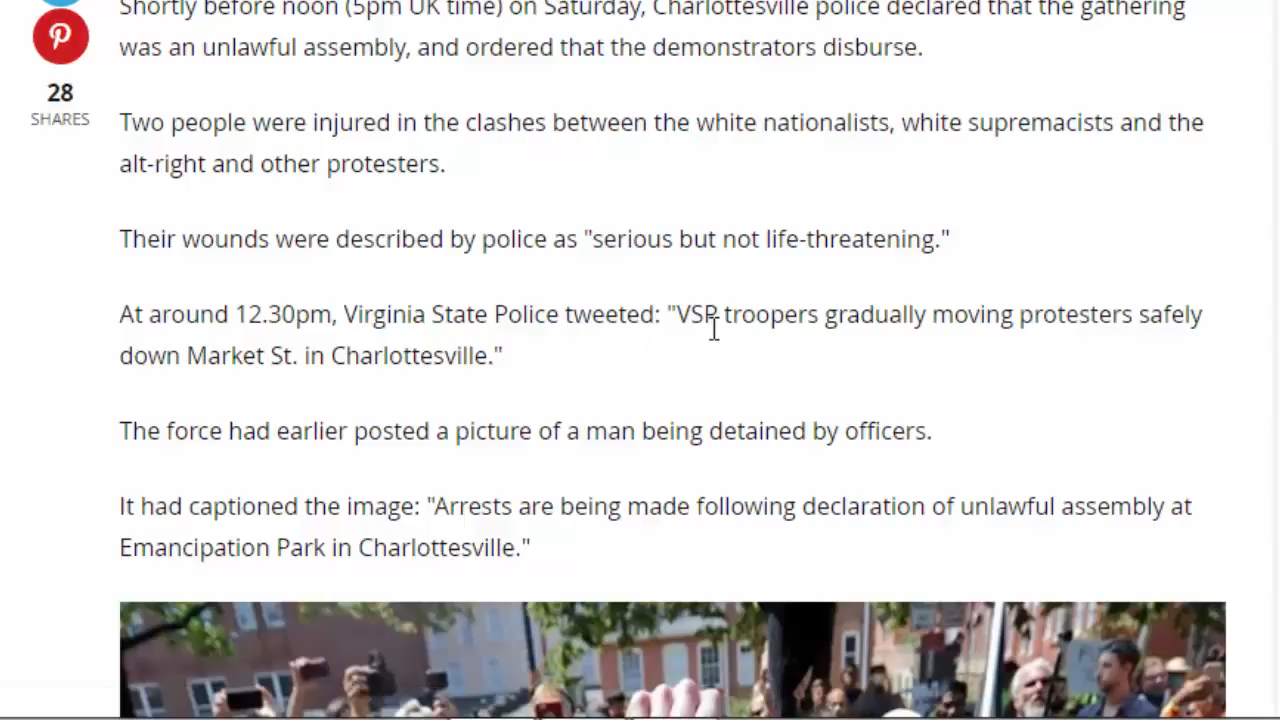 Shortly before noon (5pm UK time) on Saturday, Charlottesville police declared that the gathering
was an unlawful assembly, and ordered that the demonstrators disburse.
28
SHARES
Two people were injured in the clashes between the white nationalists, white supremacists and the
alt-right and other protesters.
Their wounds were described by police as "serious but not life-threatening."
At around 12.30pm, Virginia State Police tweeted: "VSP troopers gradually moving protesters safely
down Market St. in Charlottesville."
The force had earlier posted a picture of a man being detained by officers.
It had captioned the image: "Arrests are being made following declaration of unlawful assembly at
Emancipation Park in Charlottesville."